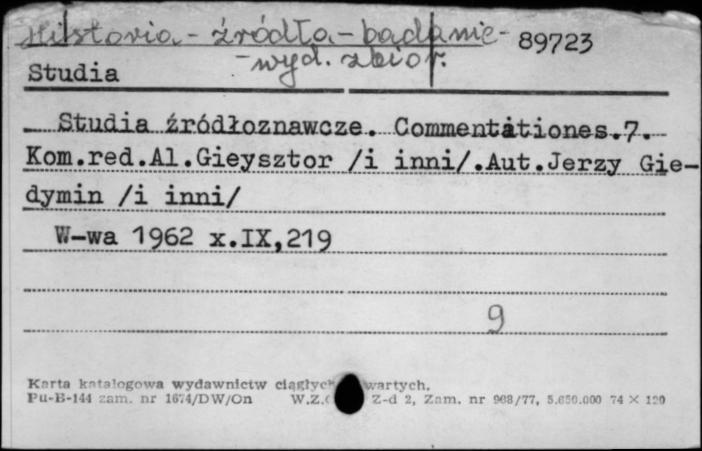 Historia - źródła - badanie - 89723
- wyd. zbior.
Studia
Studia źródłoznawcze. Commentationes.7.
Kom.red.Al.Gieysztor /i inni/.Aut.Jerzy Gie-
dymin /i inni/
W-wa 1962 x.IX,219
9
Karta katalogowa wydawnictw ciągłych wartych.
Pu-B-144 zam. nr 1674/DW/On W.Z. Z-d 2, Zam. nr 968/77, 5.650.000 74 × 120